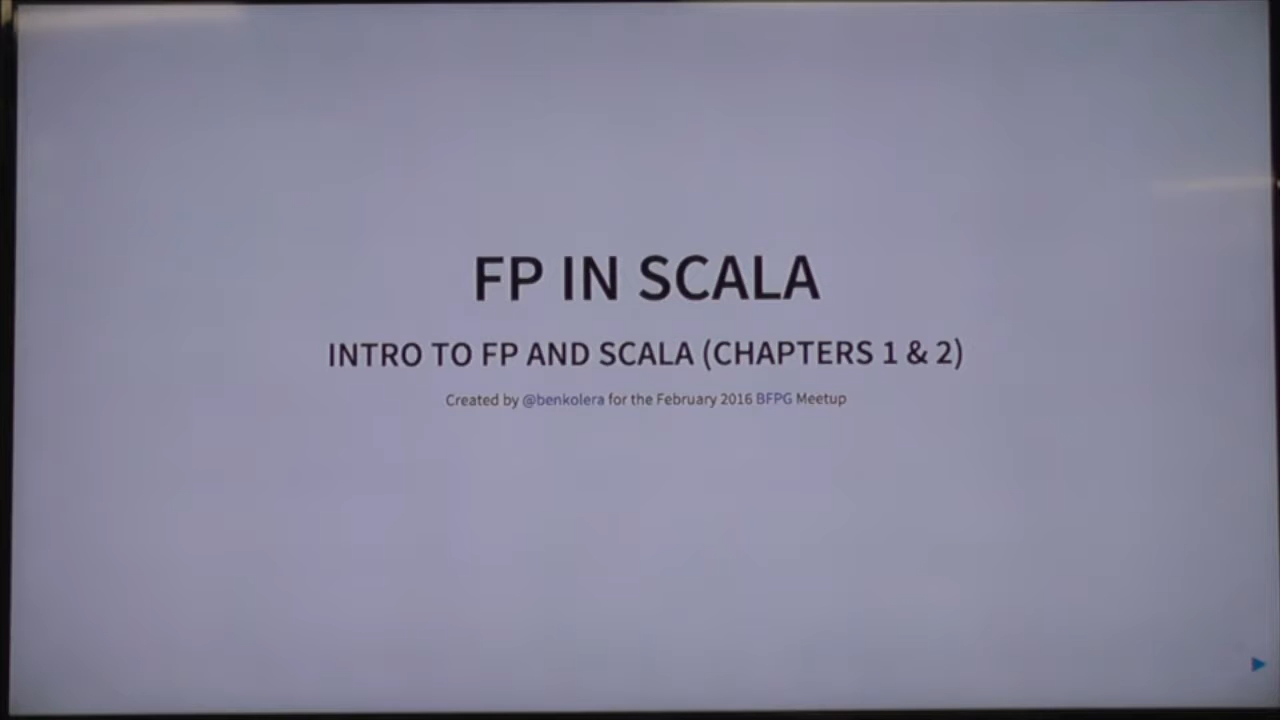 FP IN SCALA
INTRO TO FP AND SCALA (CHAPTERS 1 & 2)
Created by @benkolera for the February 2016 BFPG Meetup